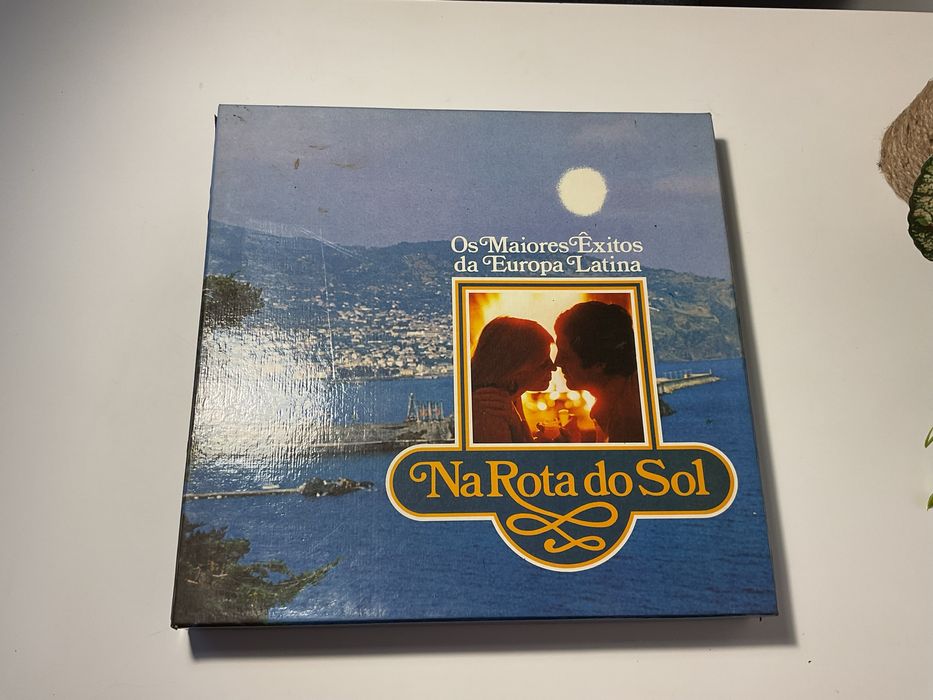 Os Maiores Êxitos
da Europa Latina
Na Rota do Sol